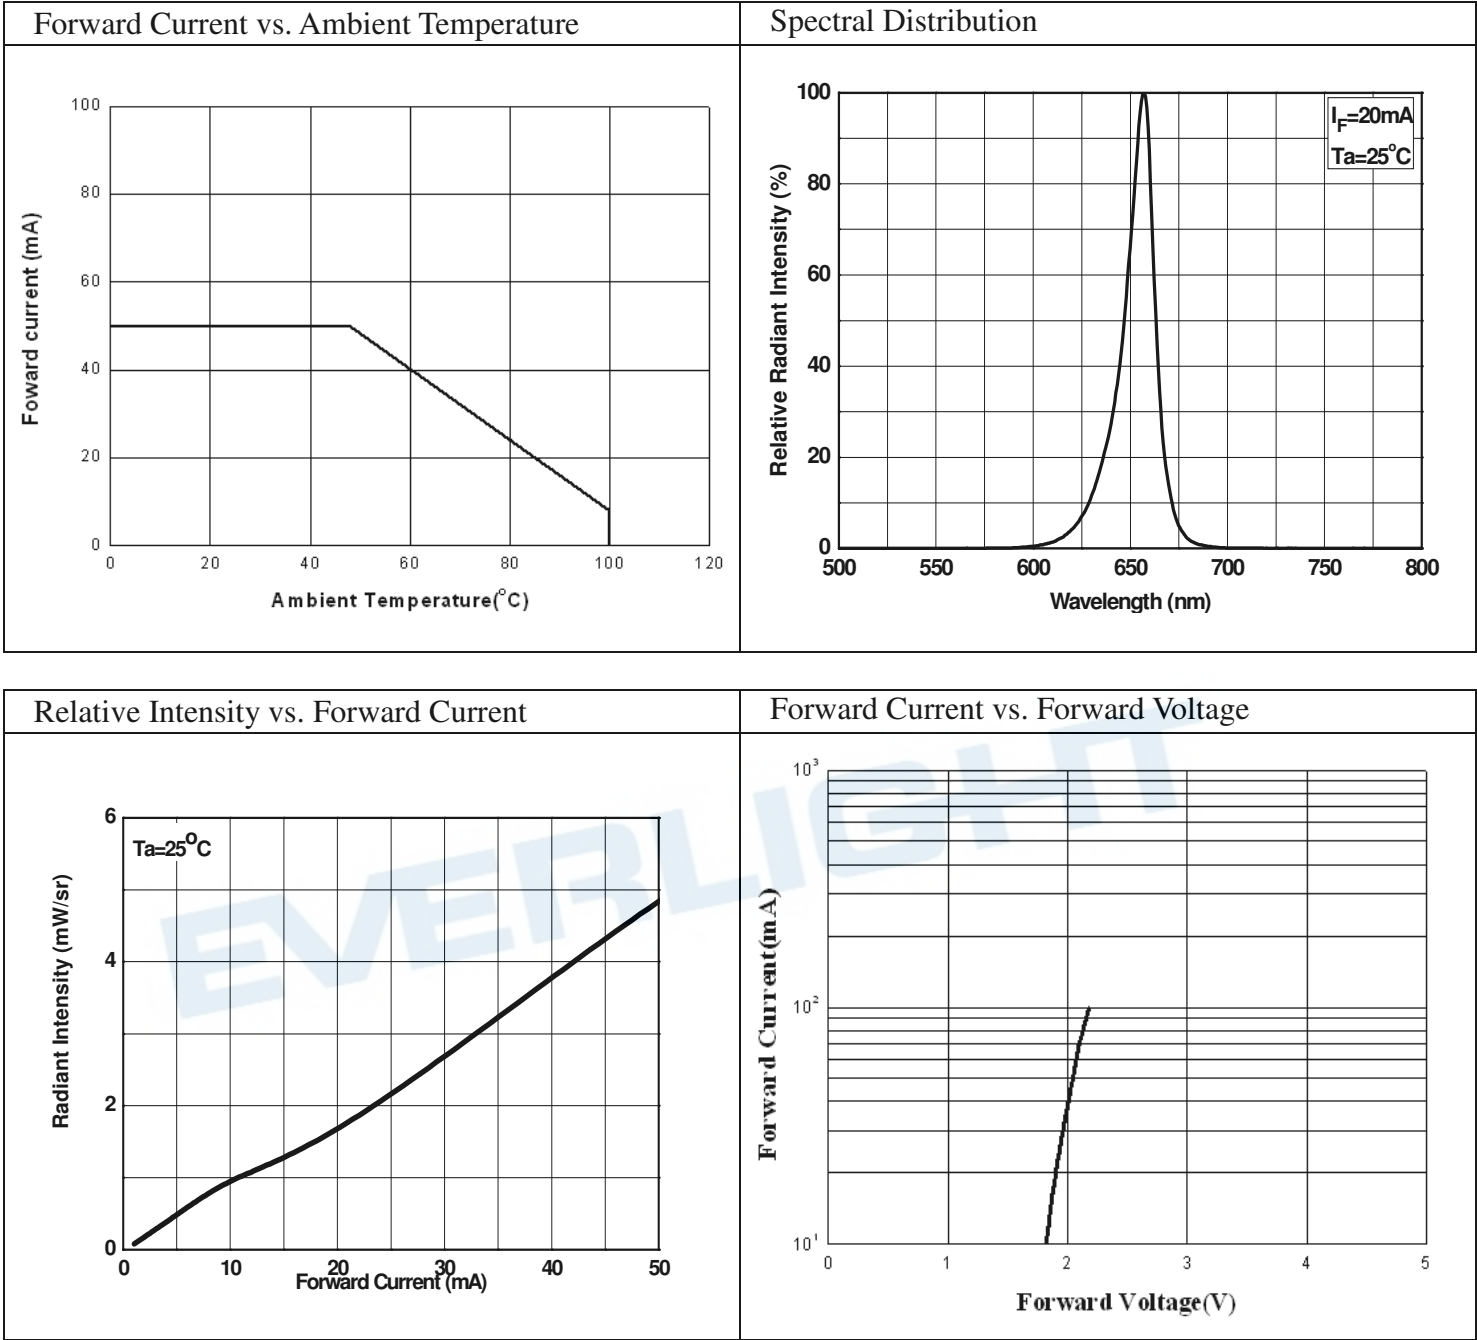 Forward Current vs. Ambient Temperature
100
80
60
40
20
0
0 20 40 60 80 100 120
Foward current (mA)
Ambient Temperature(°C)
Spectral Distribution
100
80
60
40
20
0
500 550 600 650 700 750 800
IF=20mA
Ta=25°C
Relative Radiant Intensity (%)
Wavelength (nm)
Relative Intensity vs. Forward Current
6
4
2
0
0 10 20 30 40 50
Ta=25°C
Radiant Intensity (mW/sr)
Forward Current (mA)
Forward Current vs. Forward Voltage
10³
10²
10¹
0 1 2 3 4 5
Forward Current(mA)
Forward Voltage(V)
EVERLIGHT